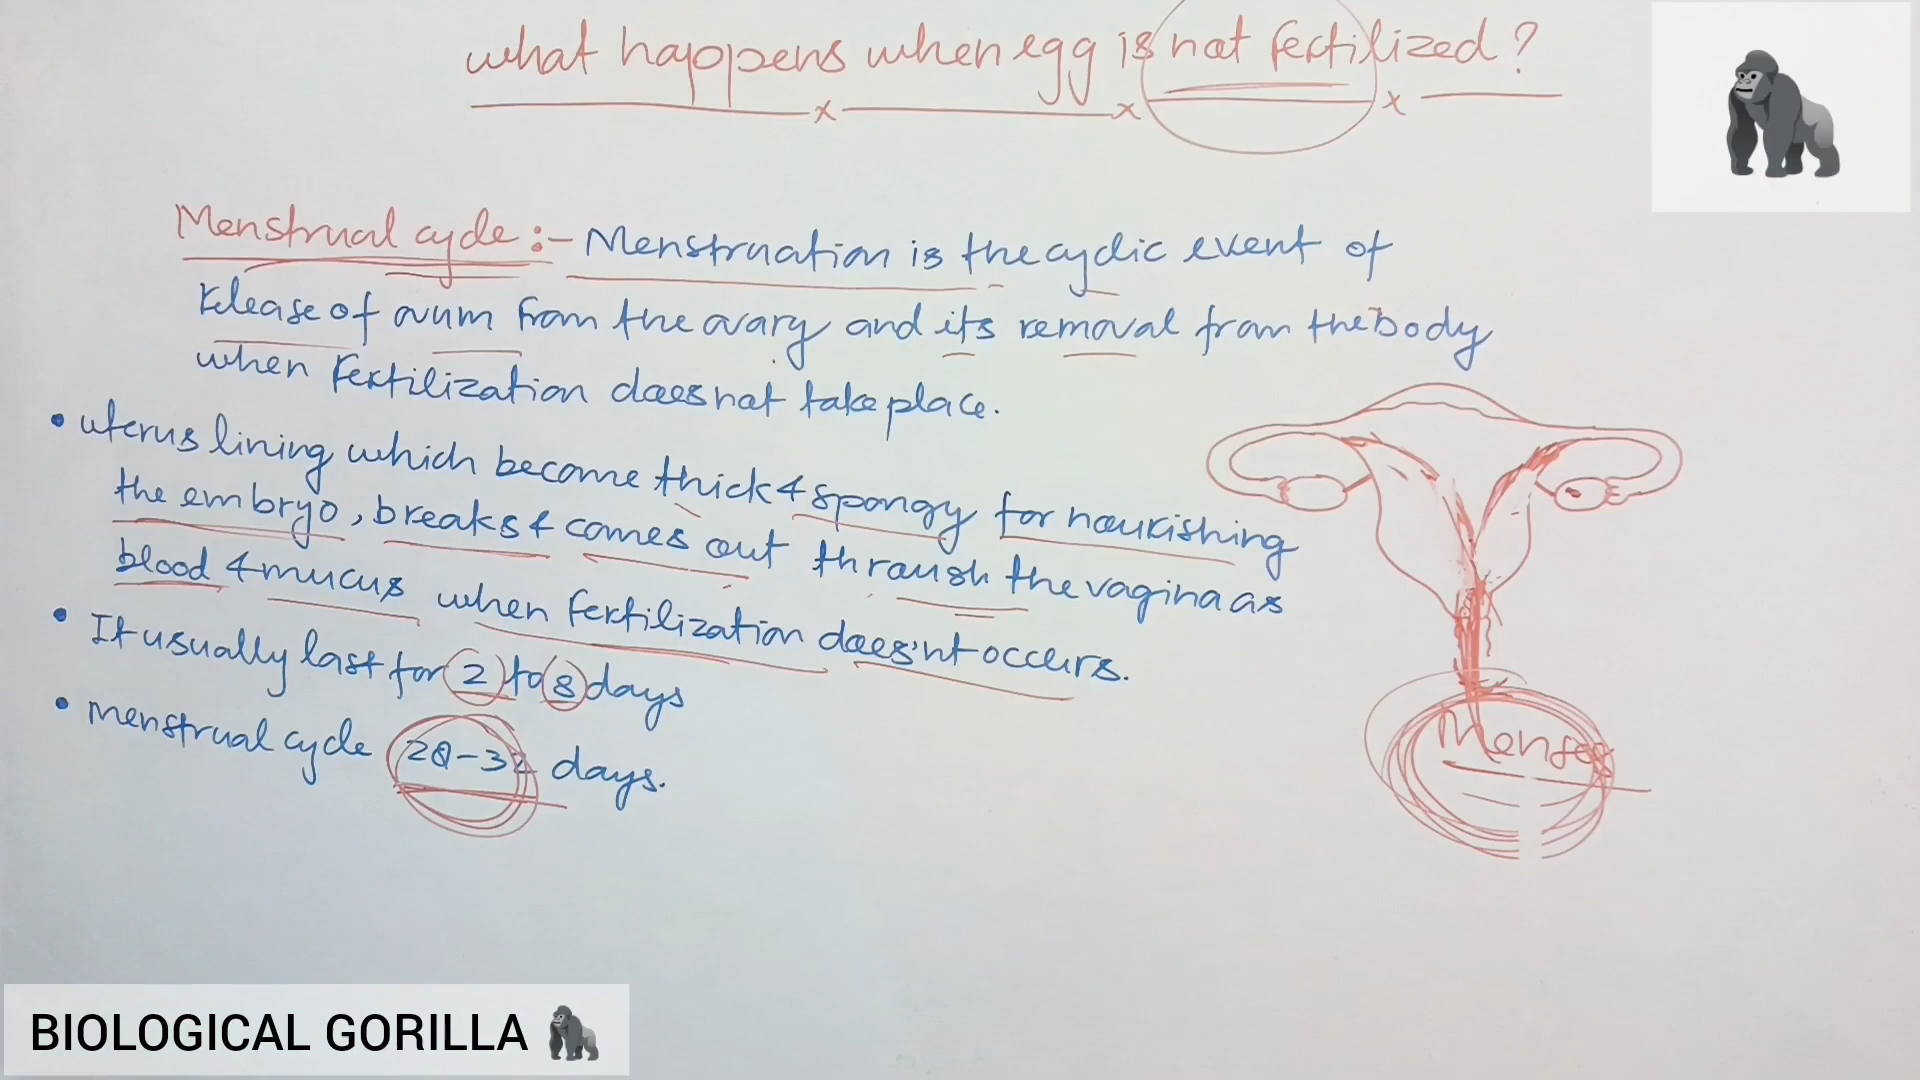 what happens when egg is not fertilized?
Menstrual cycle :- Menstruation is the cyclic event of
release of ovum from the ovary and its removal from the body
when fertilization does not take place.
• uterus lining which become thick & spongy for nourishing
the embryo, breaks & comes out through the vagina as
blood & mucus when fertilization does'nt occurs.
• It usually last for 2 to 8 days
• menstrual cycle 28-32 days.
Menses
BIOLOGICAL GORILLA